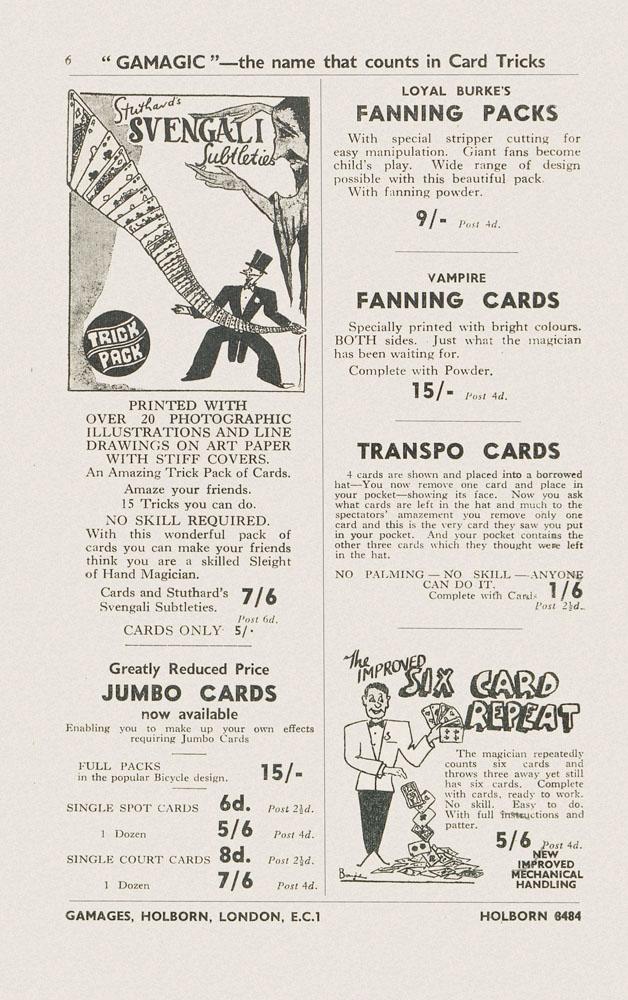 6
“ GAMAGIC ”—the name that counts in Card Tricks
Stuthard's
SVENGALI
Subtleties
TRICK
PACK
PRINTED WITH
OVER 20 PHOTOGRAPHIC
ILLUSTRATIONS AND LINE
DRAWINGS ON ART PAPER
WITH STIFF COVERS.
An Amazing Trick Pack of Cards.
Amaze your friends.
15 Tricks you can do.
NO SKILL REQUIRED.
With this wonderful pack of
cards you can make your friends
think you are a skilled Sleight
of Hand Magician.
Cards and Stuthard's
Svengali Subtleties. 7/6
Post 6d.
CARDS ONLY 5/-
Greatly Reduced Price
JUMBO CARDS
now available
Enabling you to make up your own effects
requiring Jumbo Cards
FULL PACKS
in the popular Bicycle design. 15/-
SINGLE SPOT CARDS 6d. Post 2½d.
1 Dozen 5/6 Post 4d.
SINGLE COURT CARDS 8d. Post 2½d.
1 Dozen 7/6 Post 4d.
LOYAL BURKE'S
FANNING PACKS
With special stripper cutting for
easy manipulation. Giant fans become
child's play. Wide range of design
possible with this beautiful pack.
With fanning powder.
9/- Post 4d.
VAMPIRE
FANNING CARDS
Specially printed with bright colours.
BOTH sides. Just what the magician
has been waiting for.
Complete with Powder.
15/- Post 4d.
TRANSPO CARDS
4 cards are shown and placed into a borrowed
hat—You now remove one card and place in
your pocket—showing its face. Now you ask
what cards are left in the hat and much to the
spectators' amazement you remove only one
card and this is the very card they saw you put
in your pocket. And your pocket contains the
other three cards which they thought were left
in the hat.
NO PALMING — NO SKILL — ANYONE
CAN DO IT.
Complete with Cards 1/6
Post 2½d.
The
IMPROVED
SIX CARD
REPEAT
The magician repeatedly
counts six cards and
throws three away yet still
has six cards. Complete
with cards, ready to work.
No skill. Easy to do.
With full instructions and
patter.
5/6 Post 4d.
NEW
IMPROVED
MECHANICAL
HANDLING
GAMAGES, HOLBORN, LONDON, E.C.1
HOLBORN 8484